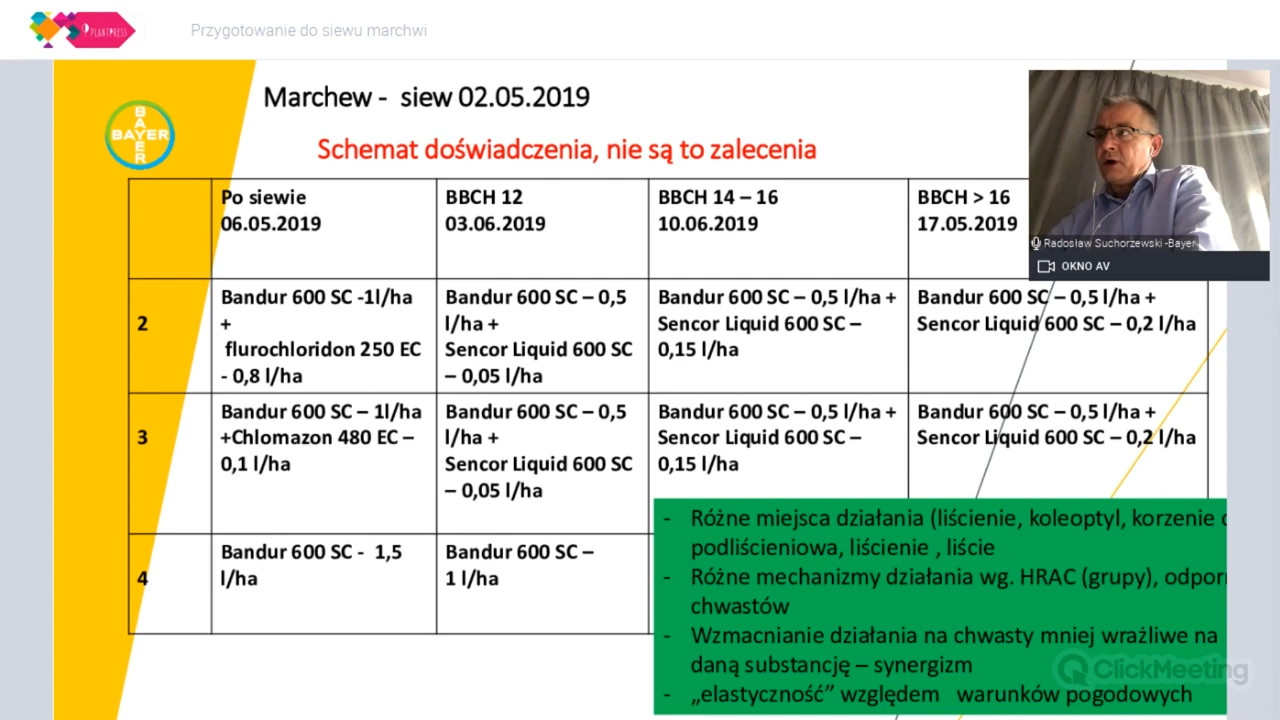 PLANTPRESS
Przygotowanie do siewu marchwi
BAYER
BAYER
Marchew - siew 02.05.2019
Schemat doświadczenia, nie są to zalecenia
Radosław Suchorzewski -Bayer-
OKNO AV
Po siewie
06.05.2019
BBCH 12
03.06.2019
BBCH 14 – 16
10.06.2019
BBCH > 16
17.05.2019
2
Bandur 600 SC -1l/ha
+
flurochloridon 250 EC
- 0,8 l/ha
Bandur 600 SC – 0,5
l/ha +
Sencor Liquid 600 SC
– 0,05 l/ha
Bandur 600 SC – 0,5 l/ha +
Sencor Liquid 600 SC –
0,15 l/ha
Bandur 600 SC – 0,5 l/ha +
Sencor Liquid 600 SC – 0,2 l/ha
3
Bandur 600 SC – 1l/ha
+Chlomazon 480 EC –
0,1 l/ha
Bandur 600 SC – 0,5
l/ha +
Sencor Liquid 600 SC
– 0,05 l/ha
Bandur 600 SC – 0,5 l/ha +
Sencor Liquid 600 SC –
0,15 l/ha
Bandur 600 SC – 0,5 l/ha +
Sencor Liquid 600 SC – 0,2 l/ha
4
Bandur 600 SC - 1,5
l/ha
Bandur 600 SC –
1 l/ha
- Różne miejsca działania (liścienie, koleoptyl, korzenie
podliścieniowa, liścienie , liście
- Różne mechanizmy działania wg. HRAC (grupy),
chwastów
- Wzmacnianie działania na chwasty mniej wrażliwe na
daną substancję – synergizm
- „elastyczność” względem warunków pogodowych
ClickMeeting